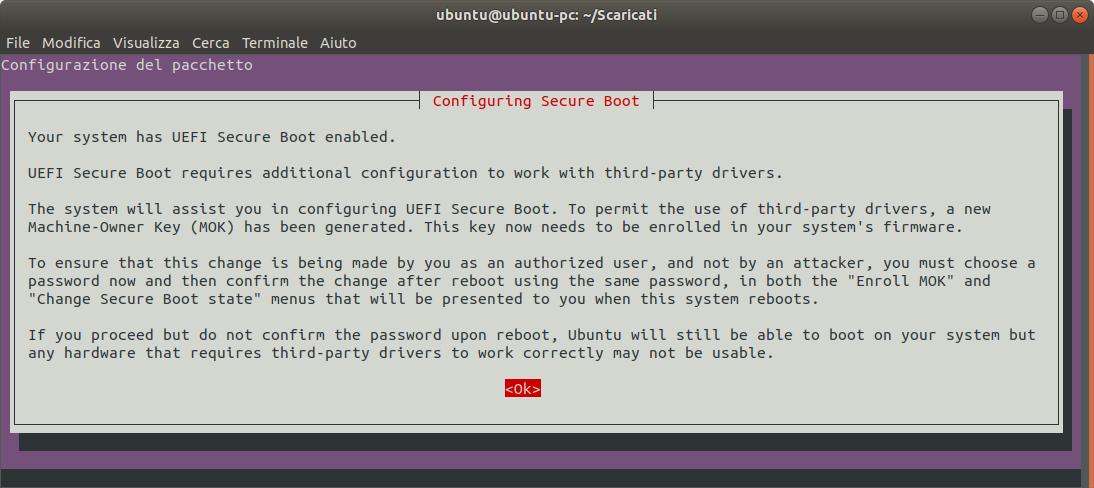 ubuntu@ubuntu-pc: ~/Scaricati
File Modifica Visualizza Cerca Terminale Aiuto
Configurazione del pacchetto
Configuring Secure Boot
Your system has UEFI Secure Boot enabled.
UEFI Secure Boot requires additional configuration to work with third-party drivers.
The system will assist you in configuring UEFI Secure Boot. To permit the use of third-party drivers, a new
Machine-Owner Key (MOK) has been generated. This key now needs to be enrolled in your system's firmware.
To ensure that this change is being made by you as an authorized user, and not by an attacker, you must choose a
password now and then confirm the change after reboot using the same password, in both the "Enroll MOK" and
"Change Secure Boot state" menus that will be presented to you when this system reboots.
If you proceed but do not confirm the password upon reboot, Ubuntu will still be able to boot on your system but
any hardware that requires third-party drivers to work correctly may not be usable.
<Ok>